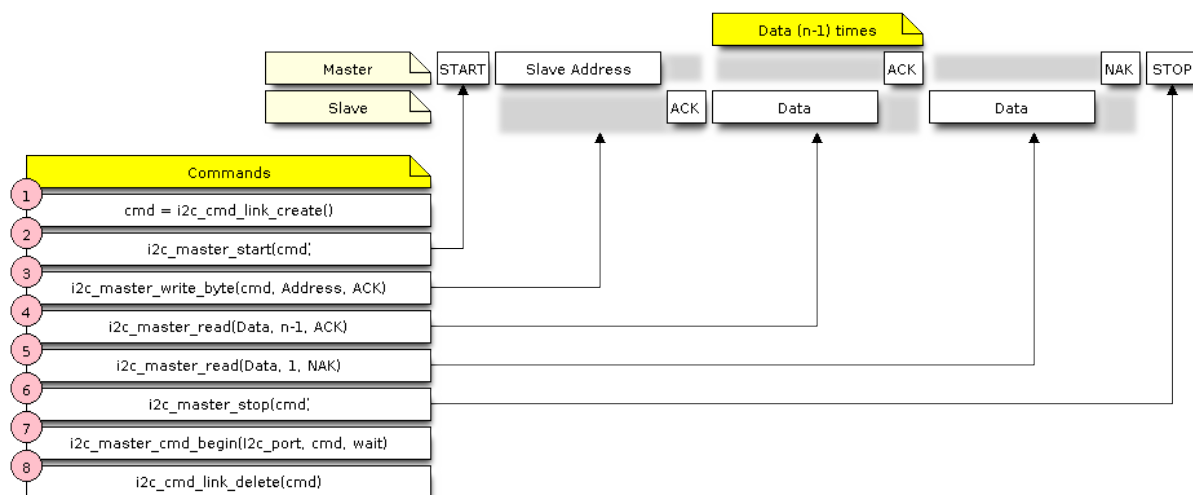 Data (n-1) times
Master START Slave Address ACK NAK STOP
Slave ACK Data Data
Commands
1
cmd = i2c_cmd_link_create()
2
i2c_master_start(cmd;
3
i2c_master_write_byte(cmd, Address, ACK)
4
i2c_master_read(Data, n-1, ACK)
5
i2c_master_read(Data, 1, NAK)
6
i2c_master_stop(cmd;
7
i2c_master_cmd_begin(I2c_port, cmd, wait)
8
i2c_cmd_link_delete(cmd)